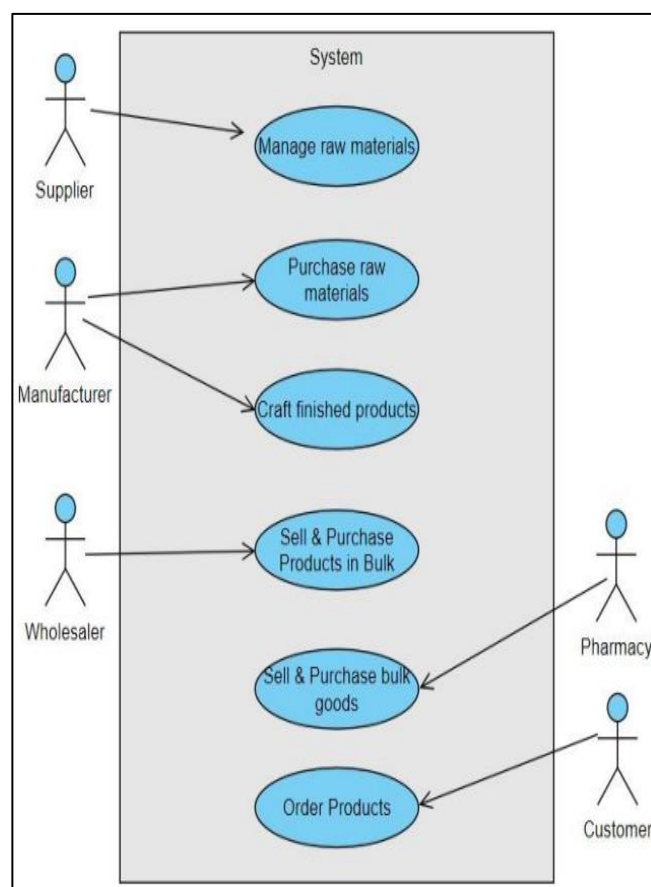 System
Supplier
Manage raw materials
Manufacturer
Purchase raw
materials
Craft finished products
Wholesaler
Sell & Purchase
Products in Bulk
Pharmacy
Sell & Purchase bulk
goods
Customer
Order Products